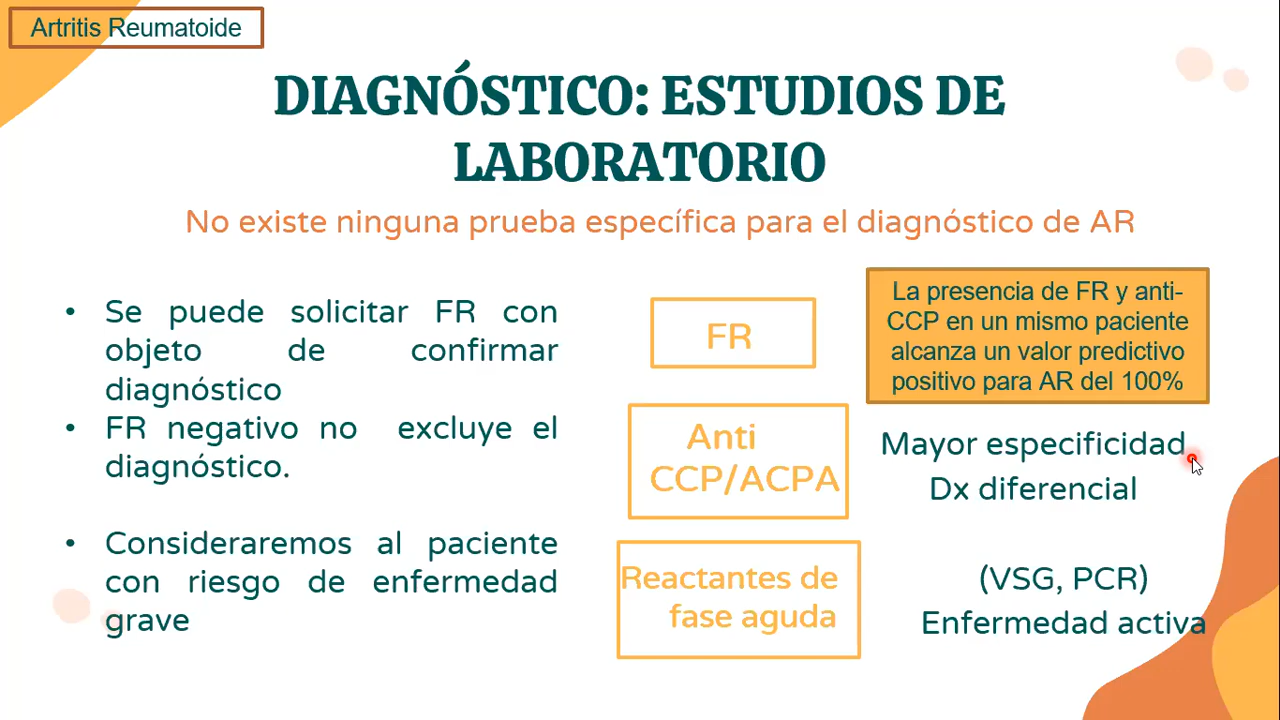 Artritis Reumatoide
DIAGNÓSTICO: ESTUDIOS DE
LABORATORIO
No existe ninguna prueba específica para el diagnóstico de AR
• Se puede solicitar FR con
objeto de confirmar
diagnóstico
• FR negativo no excluye el
diagnóstico.
• Consideraremos al paciente
con riesgo de enfermedad
grave
FR
La presencia de FR y anti-
CCP en un mismo paciente
alcanza un valor predictivo
positivo para AR del 100%
Anti
CCP/ACPA
Mayor especificidad
Dx diferencial
Reactantes de
fase aguda
(VSG, PCR)
Enfermedad activa